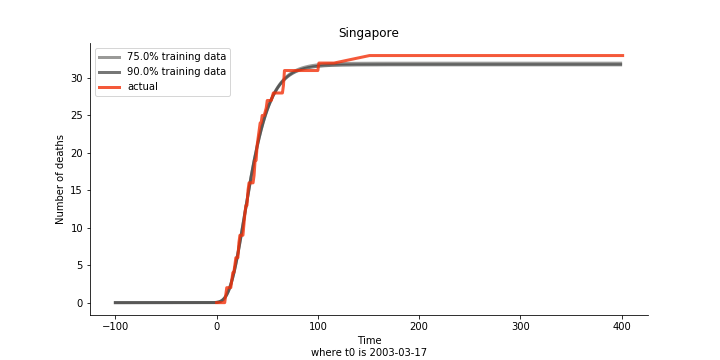 Singapore
75.0% training data
90.0% training data
actual
Number of deaths
30
25
20
15
10
5
0
−100 0 100 200 300 400
Time
where t0 is 2003-03-17